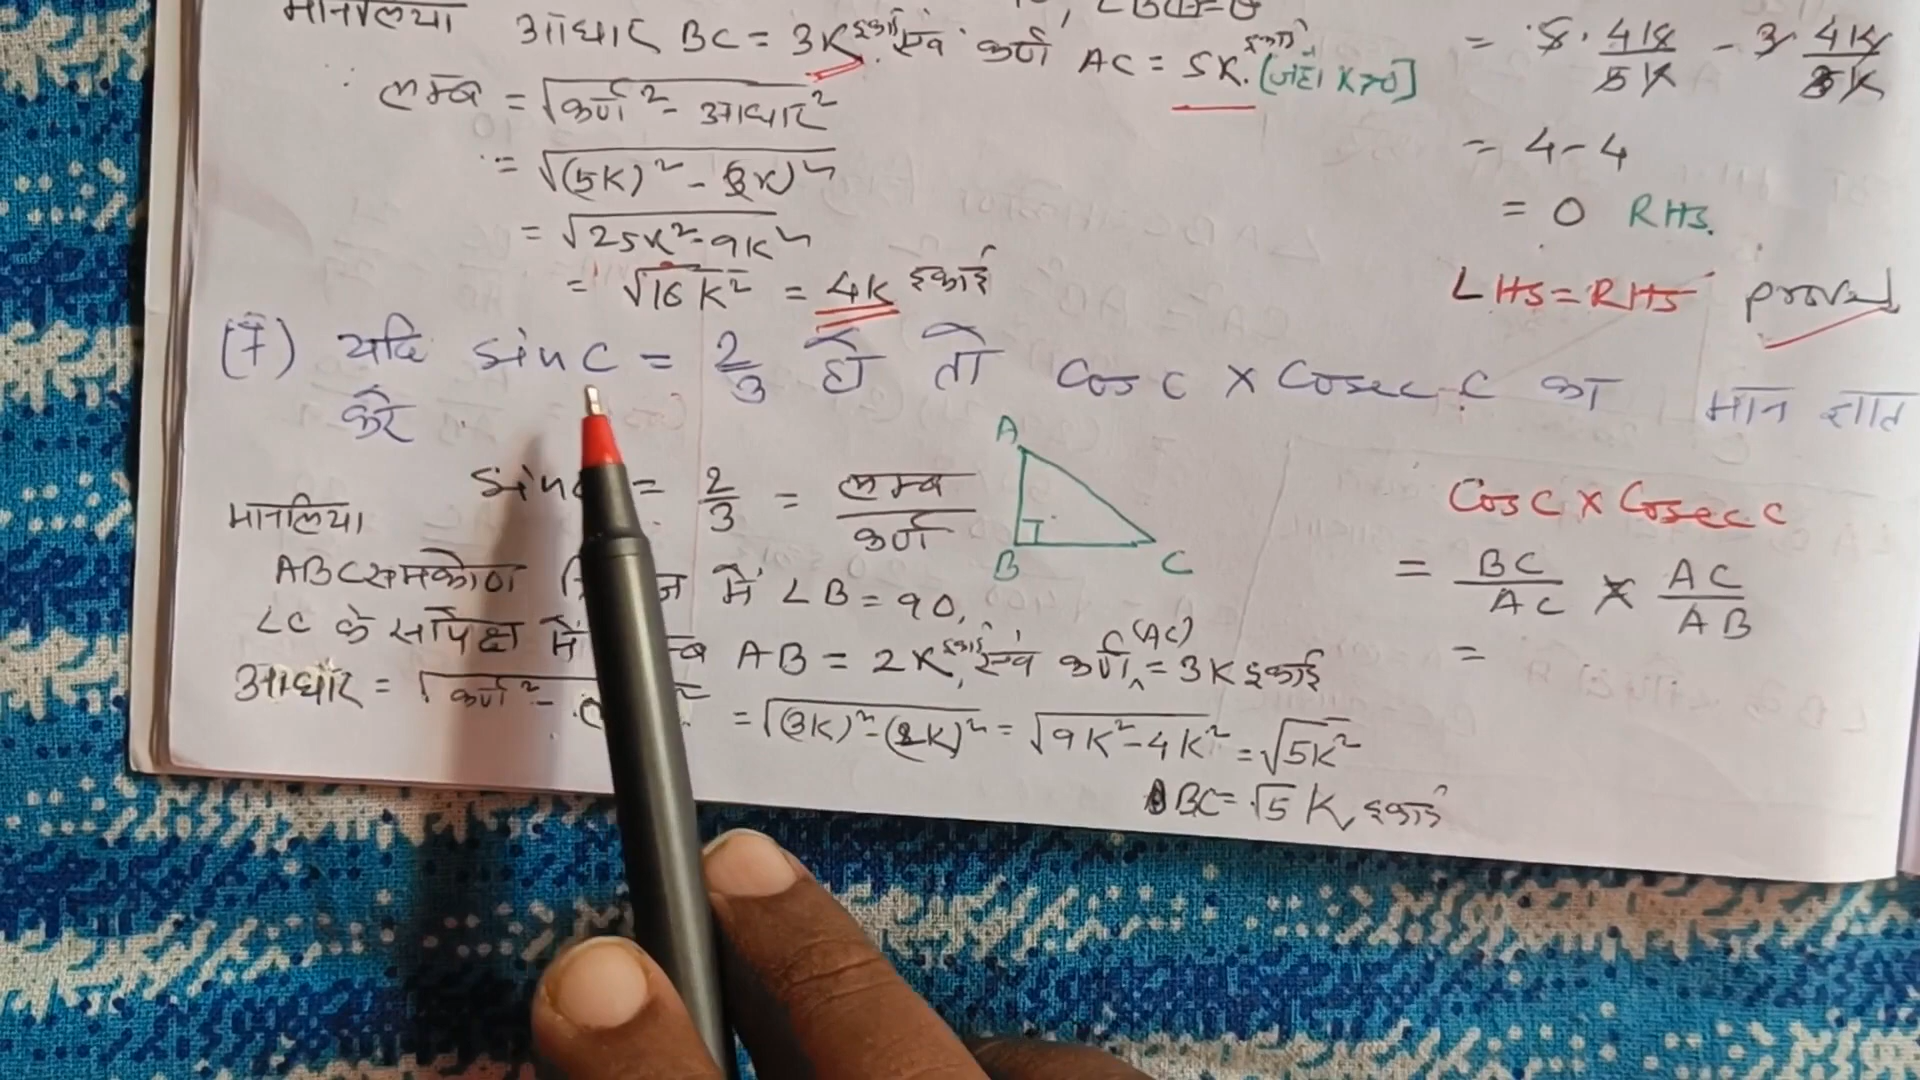 मानलिया आधार BC = 3K इकाई एवं कर्ण AC = 5K. इकाई [जहाँ K>0]
लम्ब = √(कर्ण² - आधार²)
= √((5K)² - (3K)²)
= √(25K² - 9K²)
= √(16K²) = 4K इकाई
= 5. 4K/5K - 3. 4K/3K
= 4-4
= 0 RHS.
LHS=RHS proved
(7) यदि sin C = 2/3 हो तो Cos C × Cosec C का मान ज्ञात
करें
sin = 2/3 = लम्ब/कर्ण
A
B
C
मानलिया
ABC समकोण में ∠B = 90,
∠C के सापेक्ष में AB = 2K इकाई, एवं कर्ण (AC) = 3K इकाई
आधार = √(कर्ण² - ²) = √((3K)² - (2K)²) = √(9K² - 4K²) = √(5K²)
BC = √5 K इकाई
Cos C × Cosec C
= BC/AC × AC/AB
=